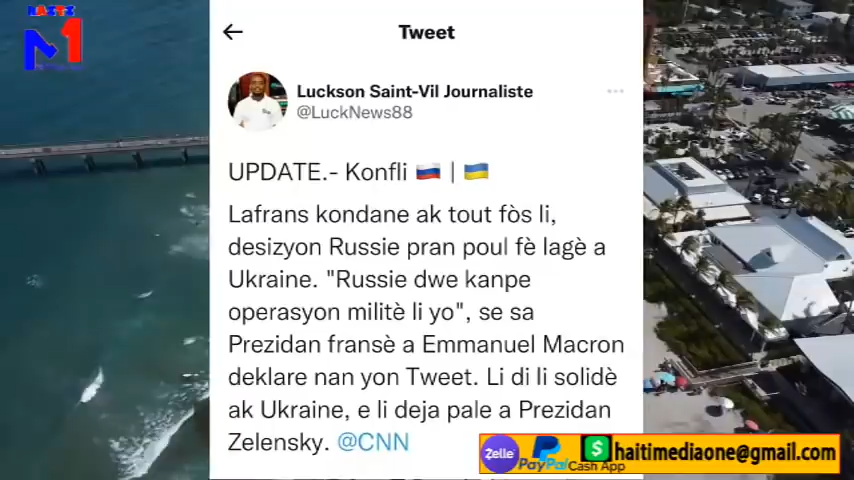 RASTS
M1
Tweet
Luckson Saint-Vil Journaliste
@LuckNews88
UPDATE.- Konfli 🇷🇺 | 🇺🇦
Lafrans kondane ak tout fòs li,
desizyon Russie pran poul fè lagè a
Ukraine. "Russie dwe kanpe
operasyon militè li yo", se sa
Prezidan fransè a Emmanuel Macron
deklare nan yon Tweet. Li di li solidè
ak Ukraine, e li deja pale a Prezidan
Zelensky. @CNN
Zelle PayPal Cash App haitimediaone@gmail.com